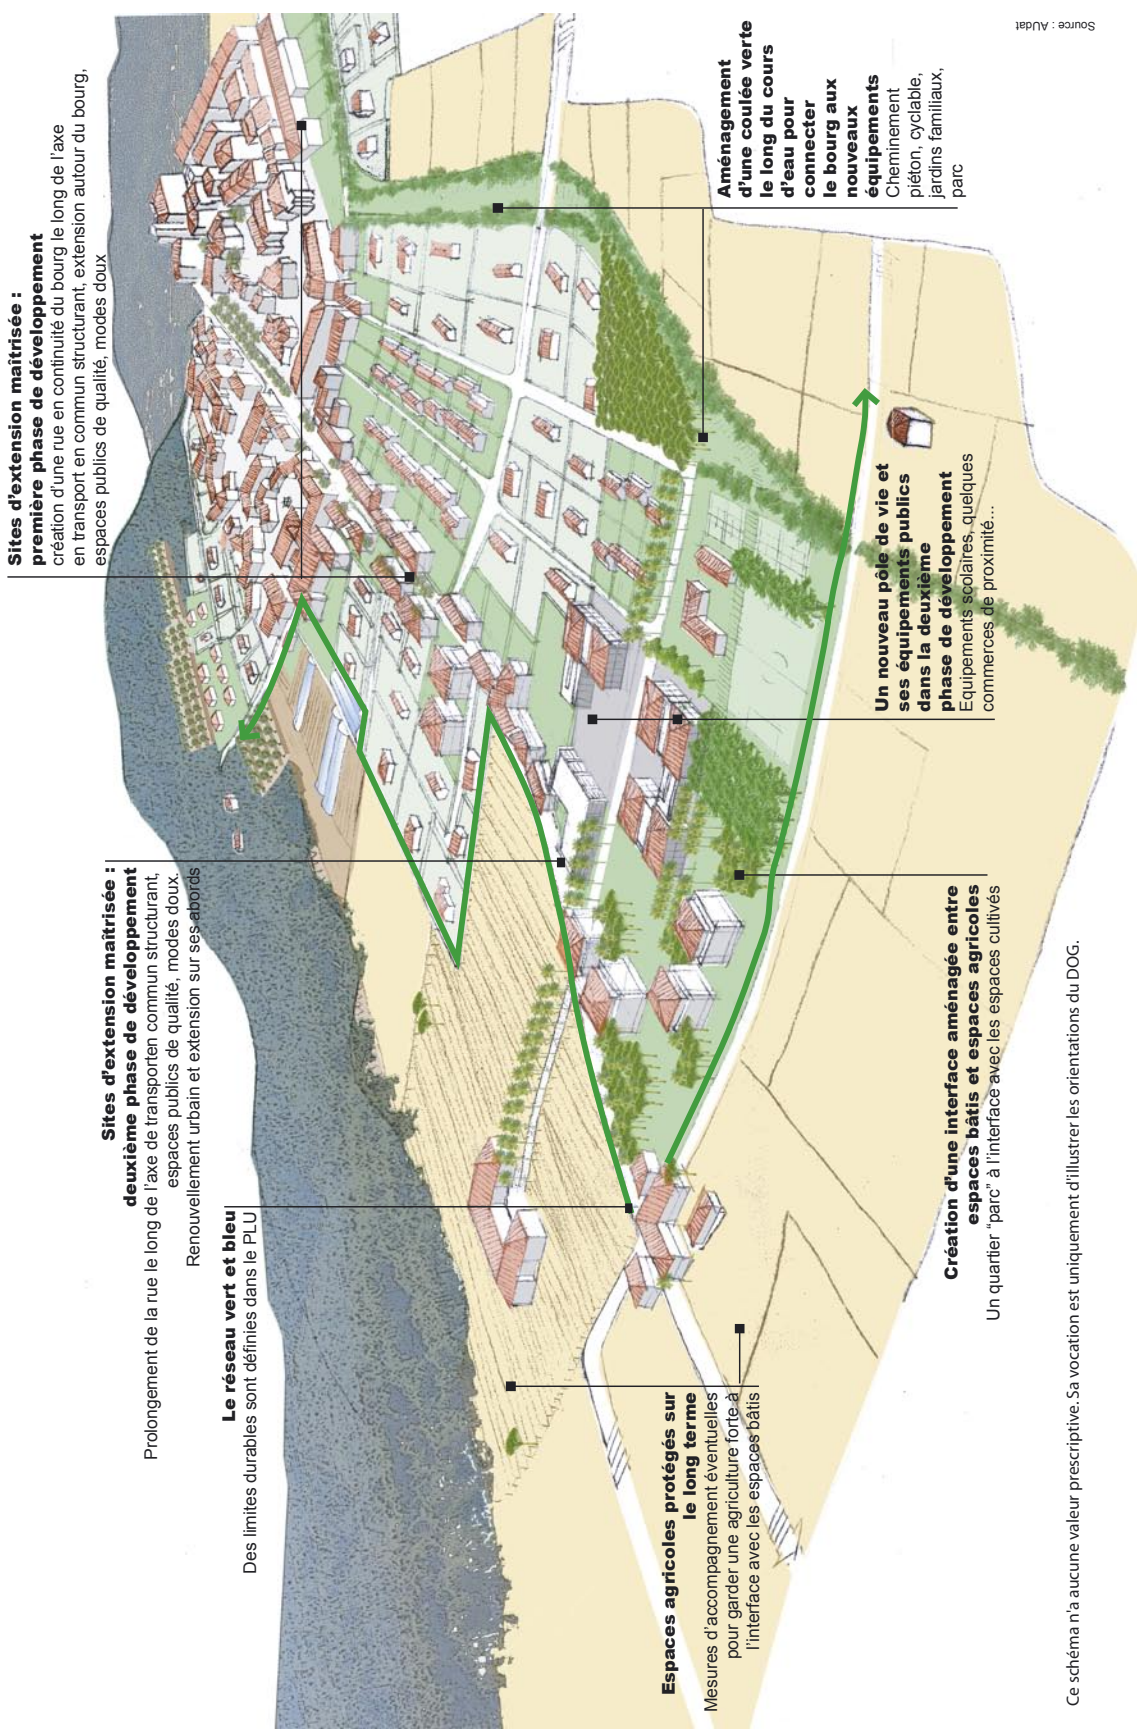 Sites d'extension maîtrisée :
première phase de développement
création d'une rue en continuité du bourg le long de l'axe
en transport en commun structurant, extension autour du bourg,
espaces publics de qualité, modes doux
Sites d'extension maîtrisée :
deuxième phase de développement
Prolongement de la rue le long de l'axe de transporten commun structurant,
espaces publics de qualité, modes doux.
Renouvellement urbain et extension sur ses abords
Le réseau vert et bleu
Des limites durables sont définies dans le PLU
Espaces agricoles protégés sur
le long terme
Mesures d'accompagnement éventuelles
pour garder une agriculture forte à
l'interface avec les espaces bâtis
Aménagement
d'une coulée verte
le long du cours
d'eau pour
connecter
le bourg aux
nouveaux
équipements
Cheminement
piéton, cyclable,
jardins familiaux,
parc
Un nouveau pôle de vie et
ses équipements publics
dans la deuxième
phase de développement
Equipements scolaires, quelques
commerces de proximité...
Création d'une interface aménagée entre
espaces bâtis et espaces agricoles
Un quartier "parc" à l'interface avec les espaces cultivés
Ce schéma n'a aucune valeur prescriptive. Sa vocation est uniquement d'illustrer les orientations du DOG.
Source : AUdat